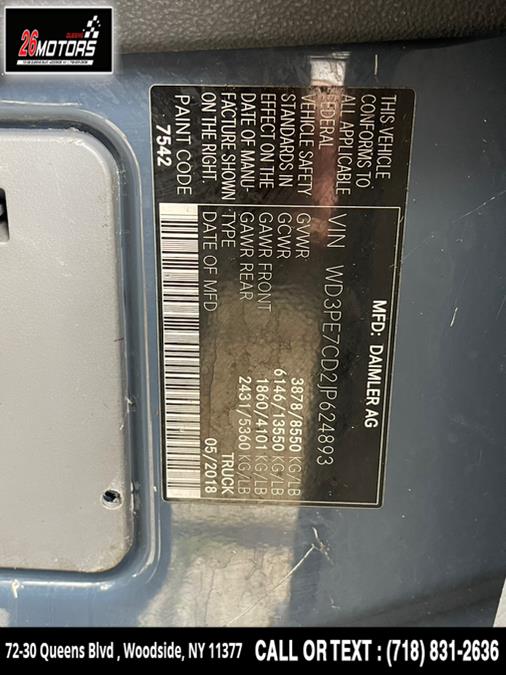 QUEENS
26MOTORS
MFD: DAIMLER AG
VIN WD3PE7CD2JP624893
GVWR 3878/8550 KG/LB
GCWR 6146/13550 KG/LB
GAWR FRONT 1860/4101 KG/LB
GAWR REAR 2431/5360 KG/LB
TYPE TRUCK
DATE OF MFD 05/2018
THIS VEHICLE
CONFORMS TO
ALL APPLICABLE
FEDERAL
VEHICLE SAFETY
STANDARDS IN
EFFECT ON THE
DATE OF MANU-
FACTURE SHOWN
ON THE RIGHT.
PAINT CODE
7542
72-30 Queens Blvd , Woodside, NY 11377
CALL OR TEXT : (718) 831-2636